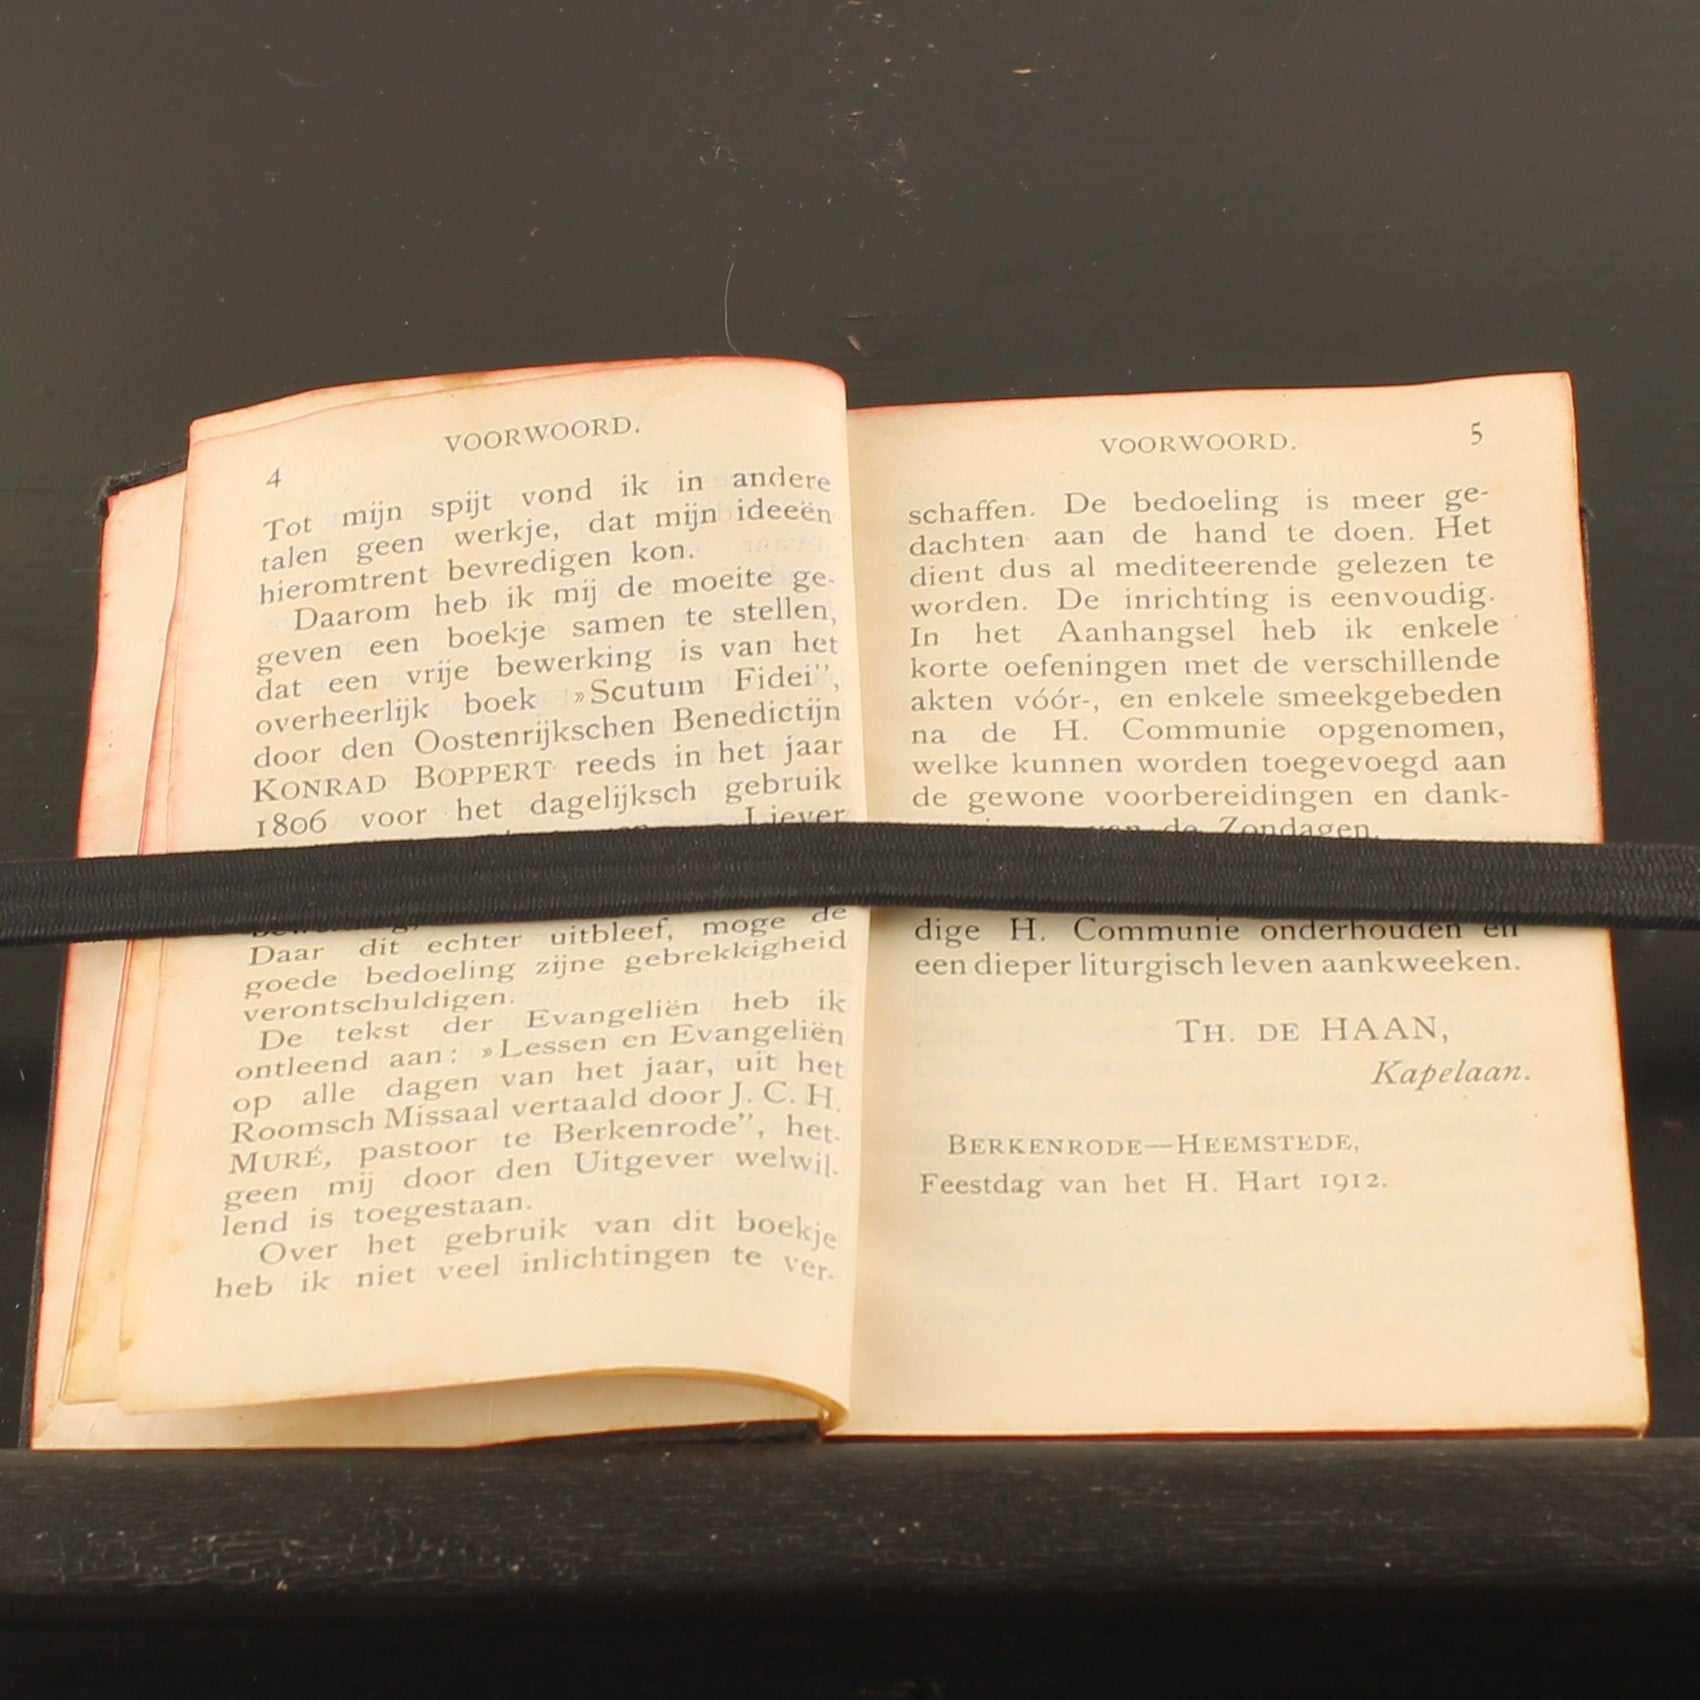 VOORWOORD.
4
Tot mijn spijt vond ik in andere
talen geen werkje, dat mijn ideeën
hieromtrent bevredigen kon.
Daarom heb ik mij de moeite ge-
geven een boekje samen te stellen,
dat een vrije bewerking is van het
overheerlijk boek »Scutum Fidei”,
door den Oostenrijkschen Benedictijn
KONRAD BOPPERT reeds in het jaar
1806 voor het dagelijksch gebruik
Liever
Daar dit echter uitbleef, moge de
goede bedoeling zijne gebrekkigheid
verontschuldigen.
De tekst der Evangeliën heb ik
ontleend aan: »Lessen en Evangeliën
op alle dagen van het jaar, uit het
Roomsch Missaal vertaald door J. C. H.
MURÉ, pastoor te Berkenrode”, het-
geen mij door den Uitgever welwil-
lend is toegestaan.
Over het gebruik van dit boekje
heb ik niet veel inlichtingen te ver-
VOORWOORD.
5
schaffen. De bedoeling is meer ge-
dachten aan de hand te doen. Het
dient dus al mediteerende gelezen te
worden. De inrichting is eenvoudig.
In het Aanhangsel heb ik enkele
korte oefeningen met de verschillende
akten vóór-, en enkele smeekgebeden
na de H. Communie opgenomen,
welke kunnen worden toegevoegd aan
de gewone voorbereidingen en dank-
van de Zondagen.
dige H. Communie onderhouden en
een dieper liturgisch leven aankweeken.
TH. DE HAAN,
Kapelaan.
BERKENRODE—HEEMSTEDE,
Feestdag van het H. Hart 1912.